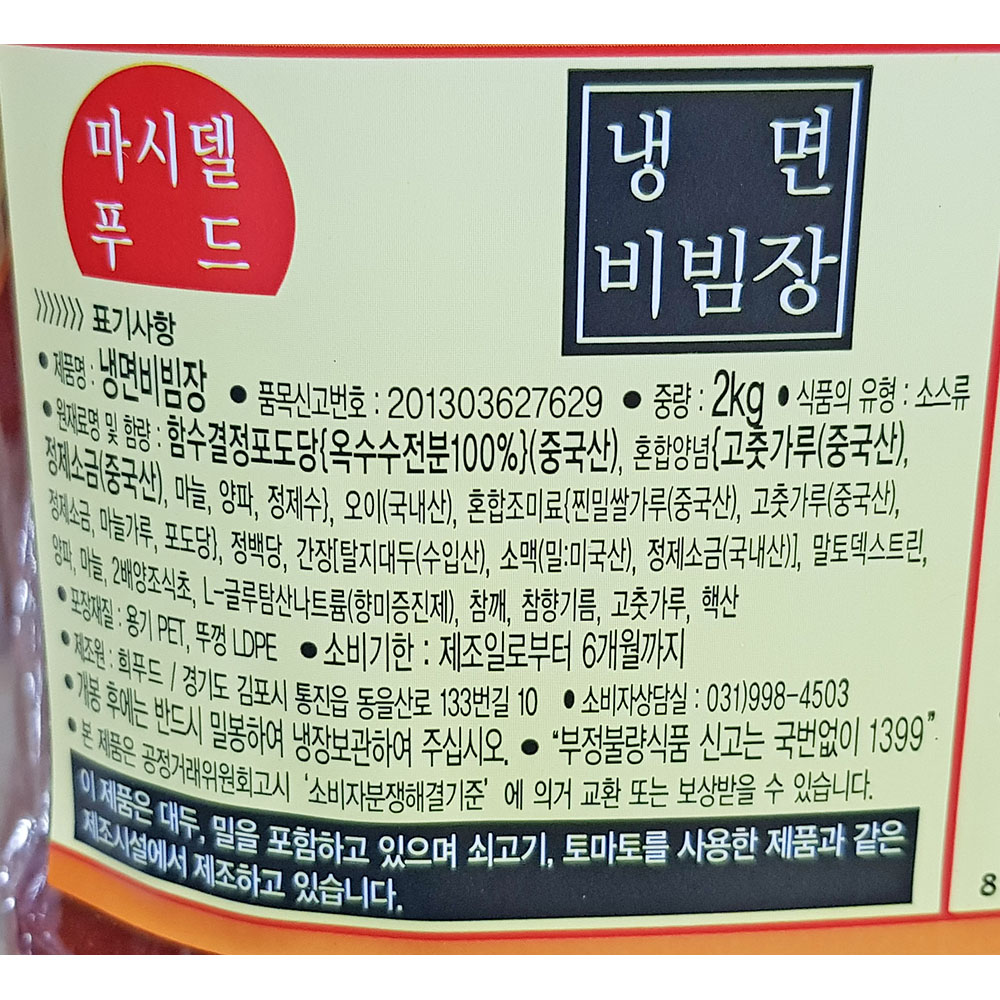 마시델
푸드
냉면
비빔장
》》》》 표기사항
• 제품명 : 냉면비빔장 • 품목신고번호 : 201303627629 • 중량 : 2kg • 식품의 유형 : 소스류
• 원재료명 및 함량 : 함수결정포도당{옥수수전분100%}(중국산), 혼합양념{고춧가루(중국산),
정제소금(중국산), 마늘, 양파, 정제수}, 오이(국내산), 혼합조미료{찐밀쌀가루(중국산), 고춧가루(중국산),
정제소금, 마늘가루, 포도당}, 정백당, 간장[탈지대두(수입산), 소맥(밀:미국산), 정제소금(국내산)], 말토덱스트린,
양파, 마늘, 2배양조식초, L-글루탐산나트륨(향미증진제), 참깨, 참향기름, 고춧가루, 핵산
• 포장재질 : 용기 PET, 뚜껑 LDPE • 소비기한 : 제조일로부터 6개월까지
• 제조원 : 희푸드 / 경기도 김포시 통진읍 동을산로 133번길 10 • 소비자상담실 : 031)998-4503
• 개봉 후에는 반드시 밀봉하여 냉장보관하여 주십시오. • “부정불량식품 신고는 국번없이 1399”
• 본 제품은 공정거래위원회고시 ‘소비자분쟁해결기준’ 에 의거 교환 또는 보상받을 수 있습니다.
이 제품은 대두, 밀을 포함하고 있으며 쇠고기, 토마토를 사용한 제품과 같은
제조시설에서 제조하고 있습니다.
8